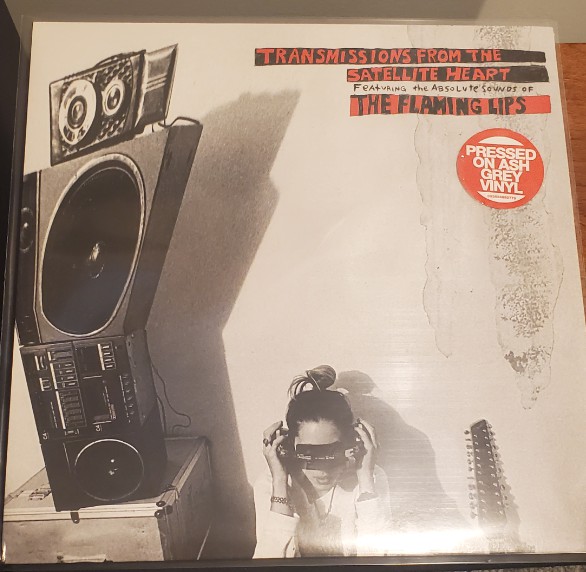 TRANSMISSIONS FROM THE
SATELLITE HEART
FEATURING the ABSOLUTE SOUNDS OF
THE FLAMING LIPS
PRESSED
ON ASH
GREY
VINYL